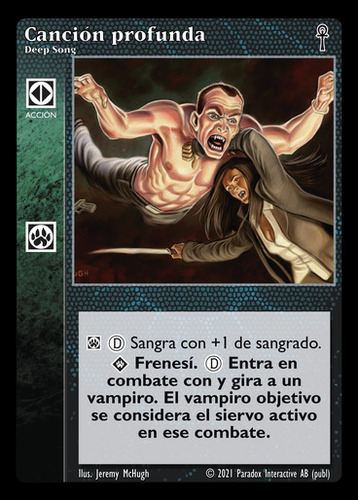 Canción profunda
Deep Song
ACCIÓN
JGH
Ⓓ Sangra con +1 de sangrado.
Frenesí. Ⓓ Entra en
combate con y gira a un
vampiro. El vampiro objetivo
se considera el siervo activo
en ese combate.
Ilus. Jeremy McHugh © 2021 Paradox Interactive AB (publ)